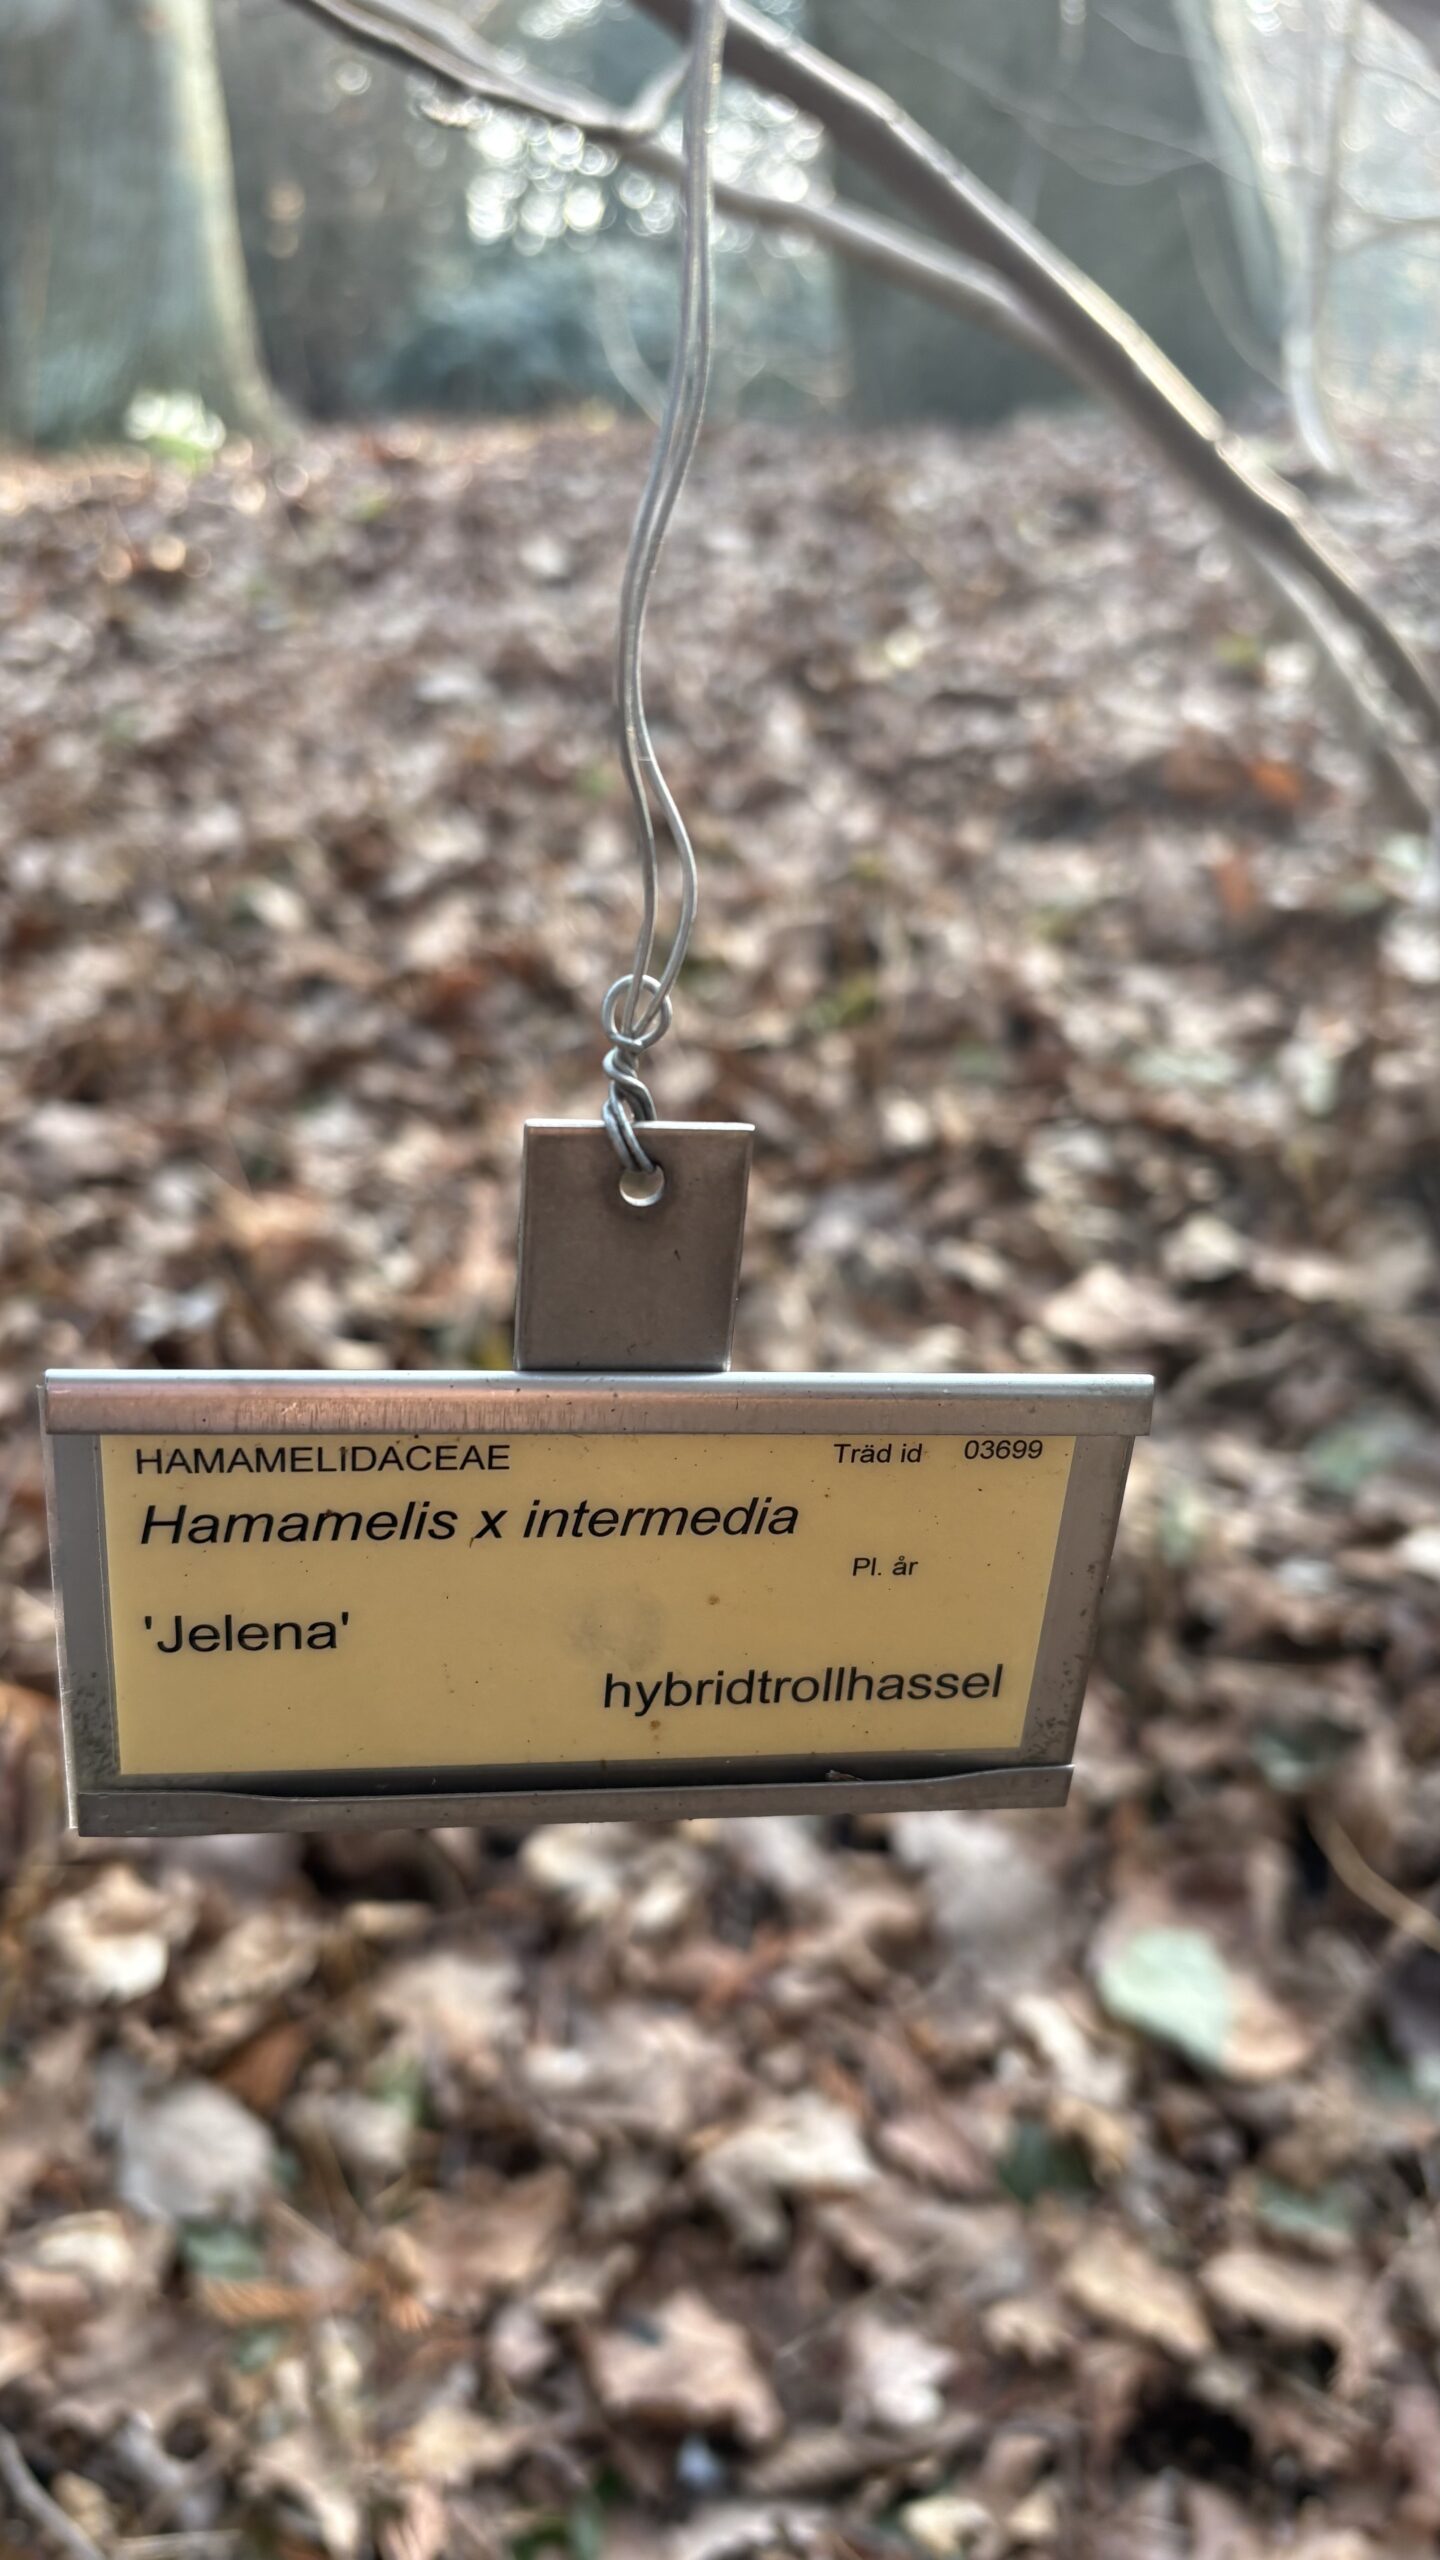 HAMAMELIDACEAE Träd id 03699
Hamamelis x intermedia
Pl. år
'Jelena'
hybridtrollhassel